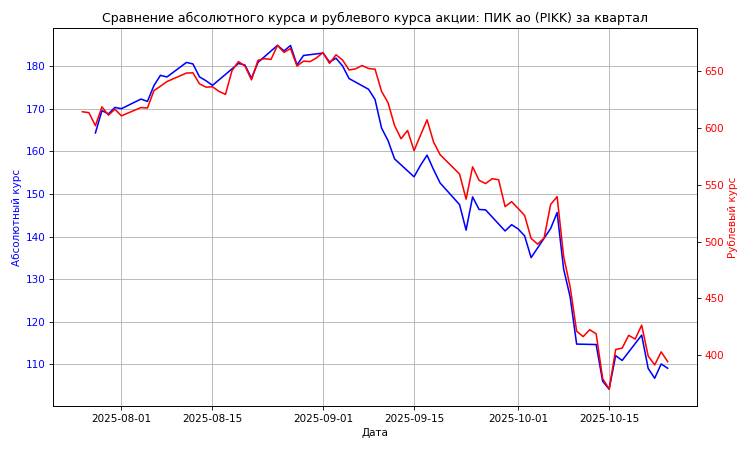 Сравнение абсолютного курса и рублевого курса акции: ПИК ао (PIKK) за квартал
180
170
160
150
140
130
120
110
Абсолютный курс
650
600
550
500
450
400
Рублевый курс
2025-08-01 2025-08-15 2025-09-01 2025-09-15 2025-10-01 2025-10-15
Дата